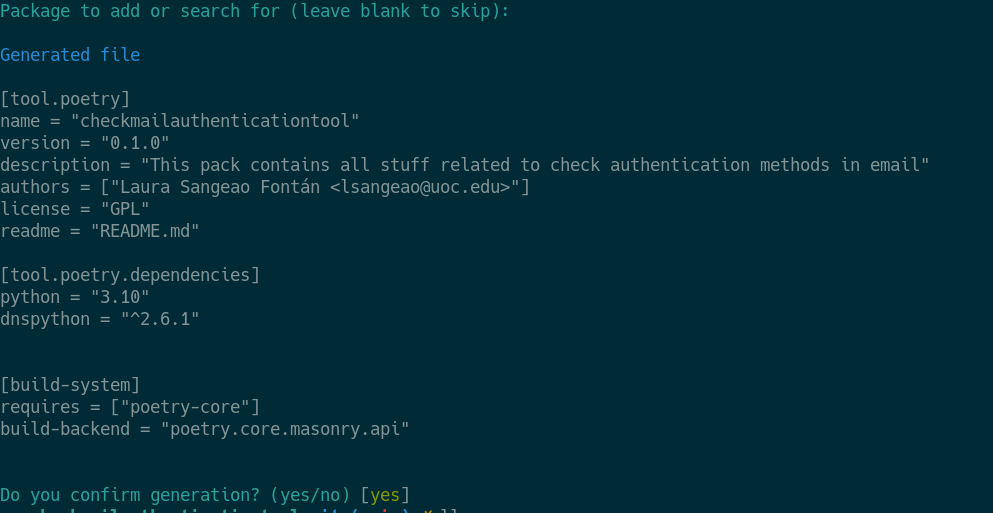 Package to add or search for (leave blank to skip):
Generated file
[tool.poetry]
name = "checkmailauthenticationtool"
version = "0.1.0"
description = "This pack contains all stuff related to check authentication methods in email"
authors = ["Laura Sangeao Fontán <lsangeao@uoc.edu>"]
license = "GPL"
readme = "README.md"
[tool.poetry.dependencies]
python = "3.10"
dnspython = "^2.6.1"
[build-system]
requires = ["poetry-core"]
build-backend = "poetry.core.masonry.api"
Do you confirm generation? (yes/no) [yes]